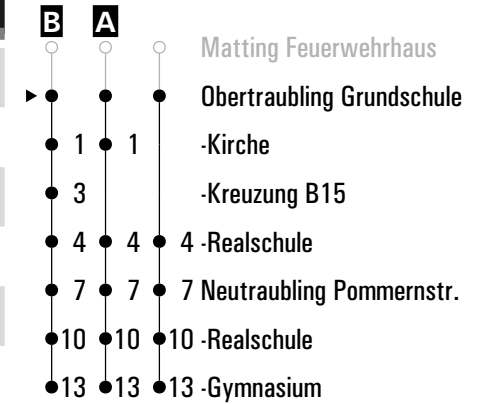 B A
Matting Feuerwehrhaus
Obertraubling Grundschule
1 1 -Kirche
3 -Kreuzung B15
4 4 4 -Realschule
7 7 7 Neutraubling Pommernstr.
10 10 10 -Realschule
13 13 13 -Gymnasium